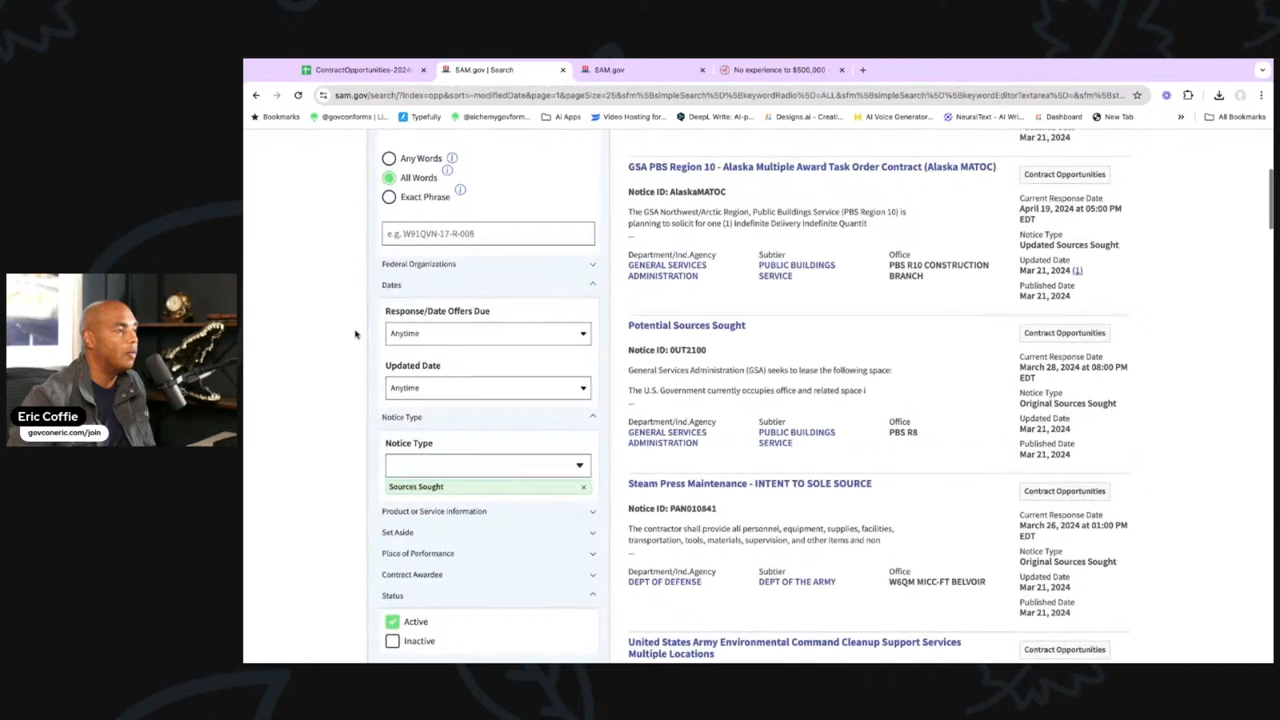 ContractOpportunities-2024
SAM.gov | Search
SAM.gov
No experience to $500,000
sam.gov/search/?index=opp&sort=-modifiedDate&page=1&pageSize=25&sfm%5BsimpleSearch%5D%5BkeywordRadio%5D=ALL&sfm%5BsimpleSearch%5D%5BkeywordEditorTextarea%5D=&sfm%5Bst...
Bookmarks
@govconforms | Li...
Typefully
@alchemygovform...
Ai Apps
Video Hosting for...
DeepL Write: AI-p...
Designs.ai - Creati...
AI Voice Generator...
NeuralText - AI Wri...
Dashboard
New Tab
All Bookmarks
Any Words
All Words
Exact Phrase
e.g. W91QVN-17-R-008
Federal Organizations
Dates
Response/Date Offers Due
Anytime
Updated Date
Anytime
Notice Type
Notice Type
Sources Sought
Product or Service Information
Set Aside
Place of Performance
Contract Awardee
Status
Active
Inactive
Mar 21, 2024
GSA PBS Region 10 - Alaska Multiple Award Task Order Contract (Alaska MATOC)
Notice ID: AlaskaMATOC
The GSA Northwest/Arctic Region, Public Buildings Service (PBS Region 10) is
planning to solicit for one (1) Indefinite Delivery Indefinite Quantit
...
Department/Ind.Agency
GENERAL SERVICES
ADMINISTRATION
Subtier
PUBLIC BUILDINGS
SERVICE
Office
PBS R10 CONSTRUCTION
BRANCH
Contract Opportunities
Current Response Date
April 19, 2024 at 05:00 PM
EDT
Notice Type
Updated Sources Sought
Updated Date
Mar 21, 2024 (1)
Published Date
Mar 21, 2024
Potential Sources Sought
Notice ID: 0UT2100
General Services Administration (GSA) seeks to lease the following space:
The U.S. Government currently occupies office and related space i
...
Department/Ind.Agency
GENERAL SERVICES
ADMINISTRATION
Subtier
PUBLIC BUILDINGS
SERVICE
Office
PBS R8
Contract Opportunities
Current Response Date
March 28, 2024 at 08:00 PM
EDT
Notice Type
Original Sources Sought
Updated Date
Mar 21, 2024
Published Date
Mar 21, 2024
Steam Press Maintenance - INTENT TO SOLE SOURCE
Notice ID: PAN010841
The contractor shall provide all personnel, equipment, supplies, facilities,
transportation, tools, materials, supervision, and other items and non
...
Department/Ind.Agency
DEPT OF DEFENSE
Subtier
DEPT OF THE ARMY
Office
W6QM MICC-FT BELVOIR
Contract Opportunities
Current Response Date
March 26, 2024 at 01:00 PM
EDT
Notice Type
Original Sources Sought
Updated Date
Mar 21, 2024
Published Date
Mar 21, 2024
United States Army Environmental Command Cleanup Support Services
Multiple Locations
Contract Opportunities
Eric Coffie
govconeric.com/join